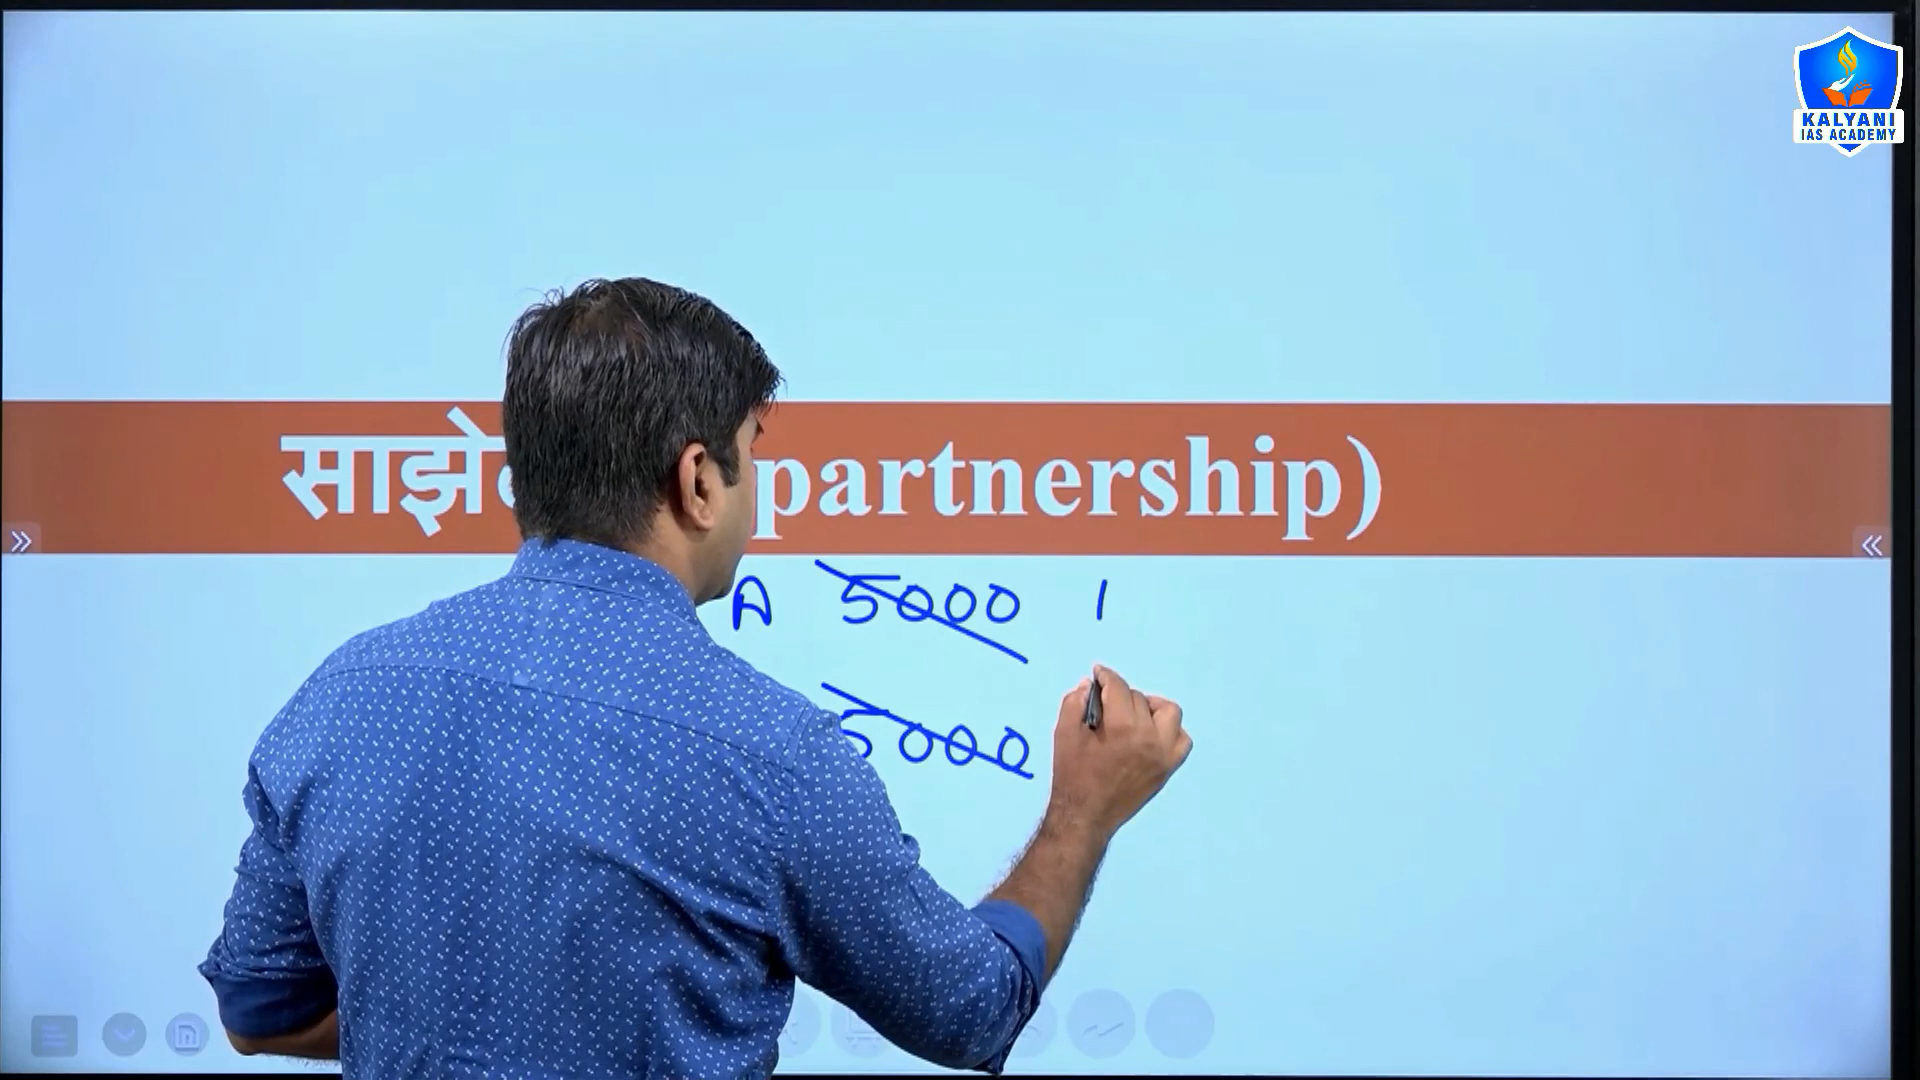 KALYANI
IAS ACADEMY
partnership)
A 5000 1
5000